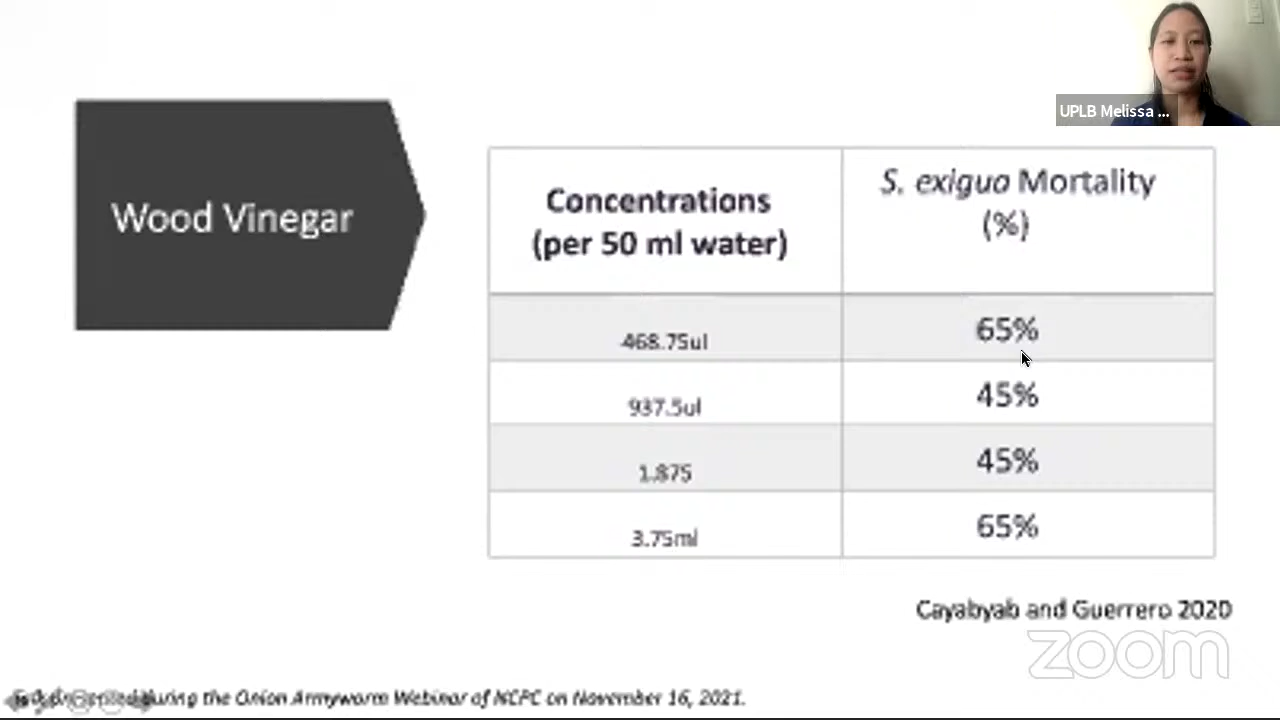 UPLB Melissa ...
Wood Vinegar
Concentrations
(per 50 ml water)
S. exigua Mortality
(%)
468.75ul
65%
937.5ul
45%
1.875
45%
3.75ml
65%
Cayabyab and Guerrero 2020
zoom
during the Onion Armyworm Webinar of NCPC on November 16, 2021.